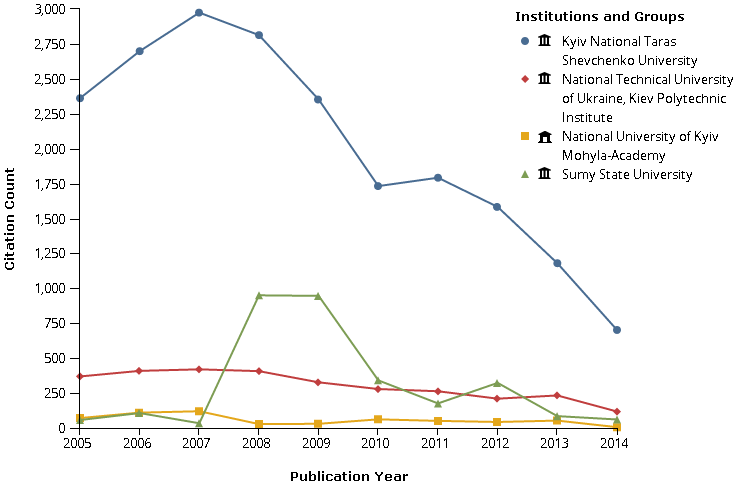 Institutions and Groups
Kyiv National Taras
Shevchenko University
National Technical University
of Ukraine, Kiev Polytechnic
Institute
National University of Kyiv
Mohyla-Academy
Sumy State University
Citation Count
3,000
2,750
2,500
2,250
2,000
1,750
1,500
1,250
1,000
750
500
250
0
2005 2006 2007 2008 2009 2010 2011 2012 2013 2014
Publication Year